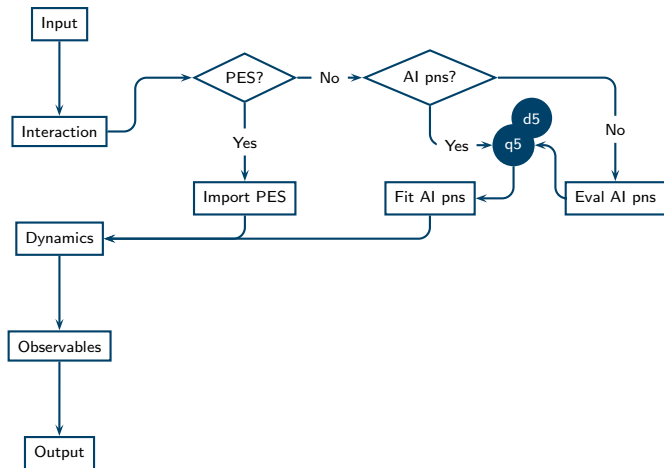 Input
PES?
No
AI pns?
d5
Interaction
Yes
Yes
q5
No
Import PES
Fit AI pns
Eval AI pns
Dynamics
Observables
Output